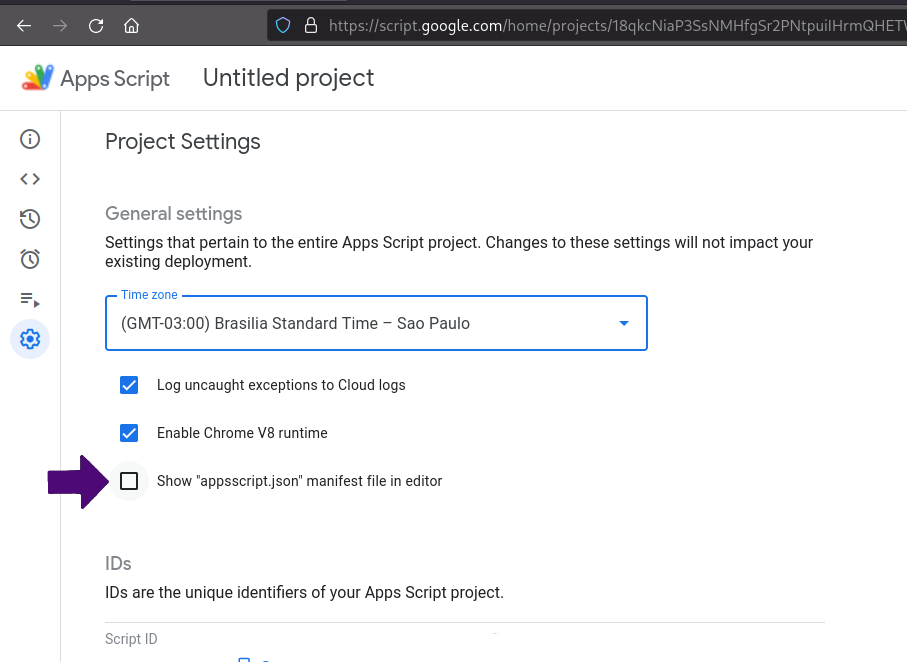 https://script.google.com/home/projects/18qkcNiaP3SsNMHfgSr2PNtpuiIHrmQHET
Apps Script
Untitled project
Project Settings
General settings
Settings that pertain to the entire Apps Script project. Changes to these settings will not impact your
existing deployment.
Time zone
(GMT-03:00) Brasilia Standard Time – Sao Paulo
Log uncaught exceptions to Cloud logs
Enable Chrome V8 runtime
Show "appsscript.json" manifest file in editor
IDs
IDs are the unique identifiers of your Apps Script project.
Script ID